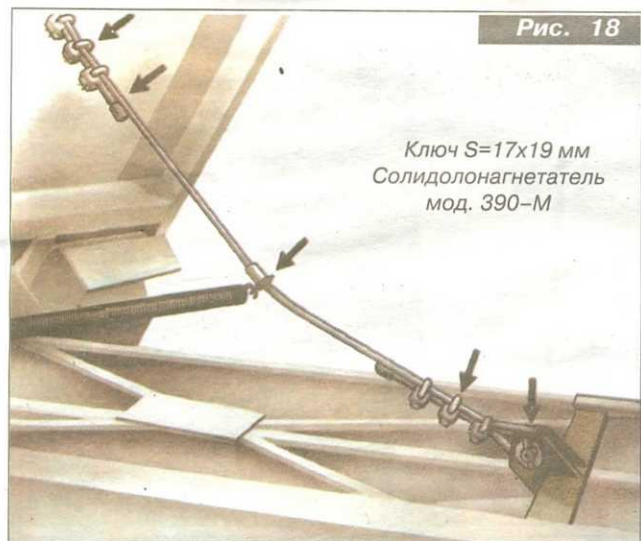 Рис. 18
Ключ S=17x19 мм
Солидолонагнетатель
мод. 390–М